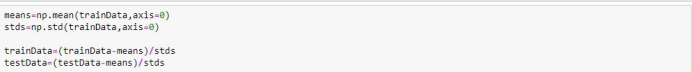 means=np.mean(trainData,axis=0)
stds=np.std(trainData,axis=0)
trainData=(trainData-means)/stds
testData=(testData-means)/stds